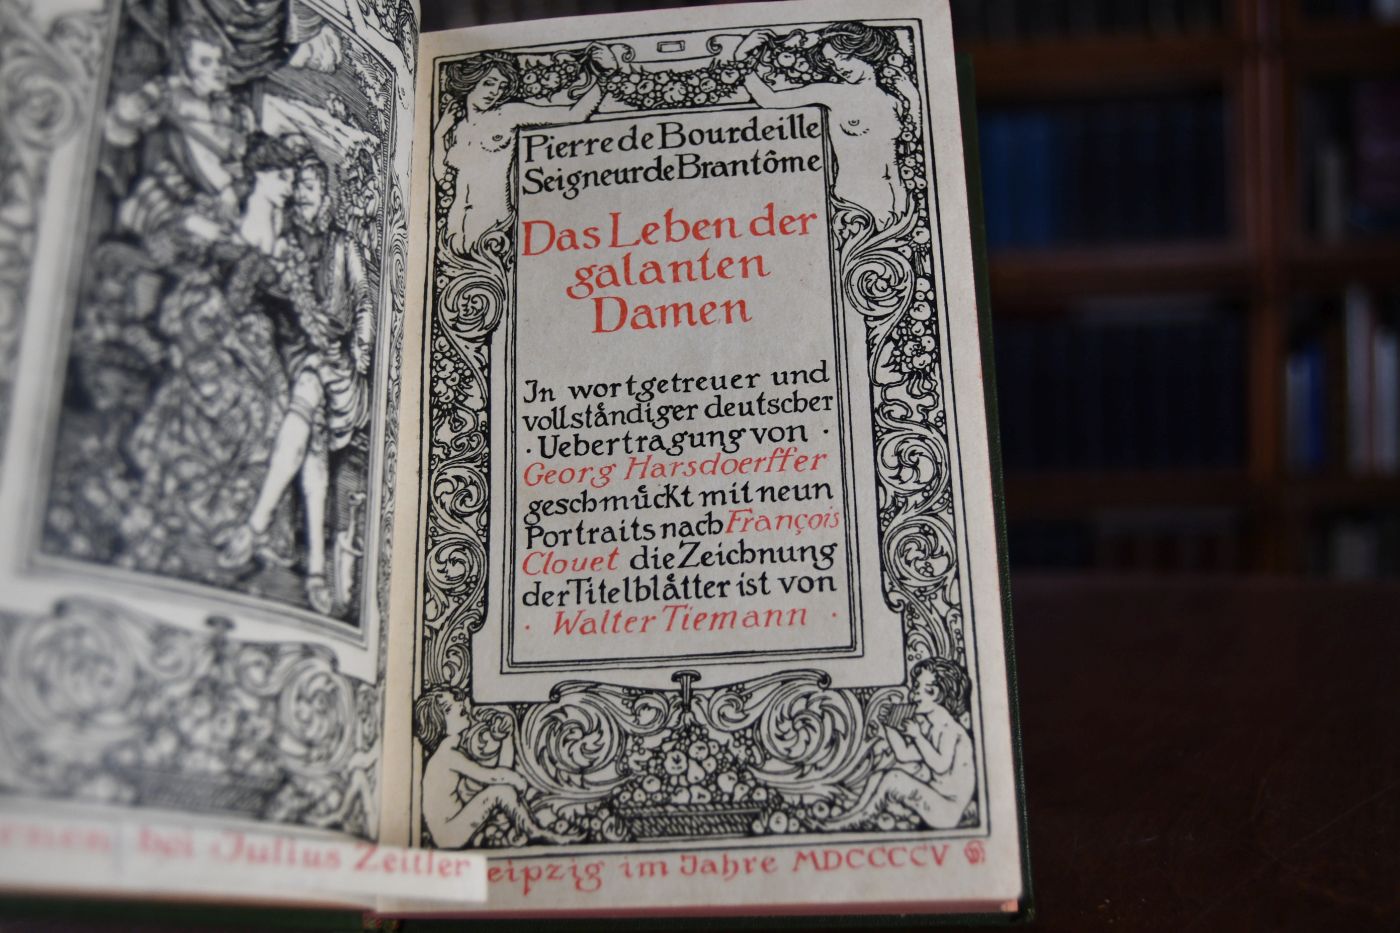 Pierre de Bourdeille
Seigneur de Brantôme
Das Leben der
galanten
Damen
In wortgetreuer und
vollständiger deutscher
· Uebertragung von ·
Georg Harsdoerffer
geschmückt mit neun
Portraits nach François
Clouet die Zeichnung
der Titelblätter ist von
· Walter Tiemann ·
bei Julius Zeitler
eipzig im Jahre MDCCCCV